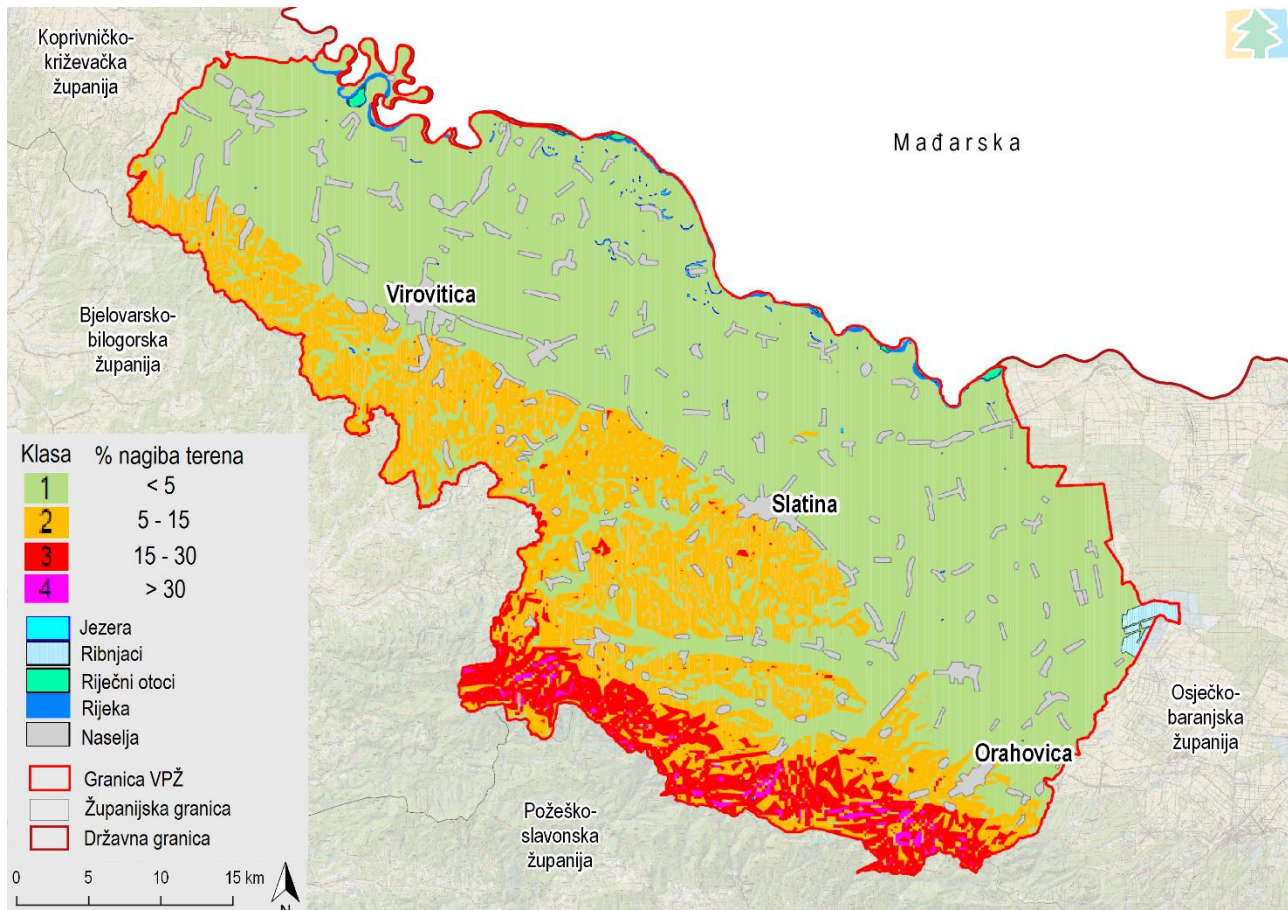 Koprivničko-
križevačka
županija
Mađarska
Virovitica
Bjelovarsko-
bilogorska
županija
Slatina
Osječko-
baranjska
županija
Orahovica
Požeško-
slavonska
županija
Klasa % nagiba terena
1 < 5
2 5 - 15
3 15 - 30
4 > 30
Jezera
Ribnjaci
Riječni otoci
Rijeka
Naselja
Granica VPŽ
Županijska granica
Državna granica
0 5 10 15 km
N